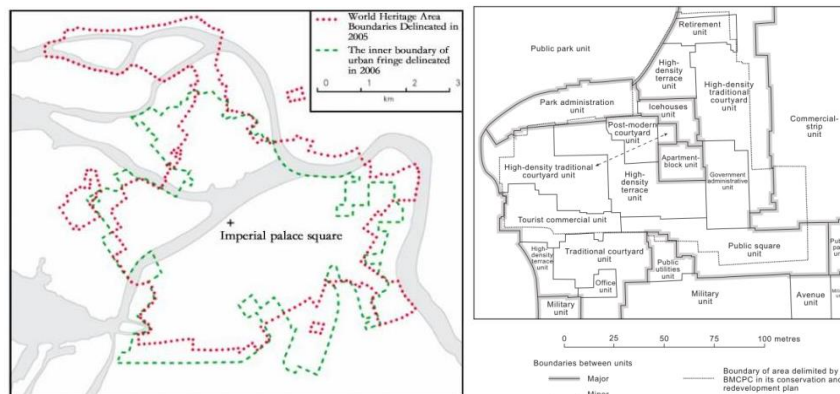 World Heritage Area
Boundaries Delineated in
2005
The inner boundary of
urban fringe delineated
in 2006
0 1 2 3
km
Imperial palace square
Public park unit
Retirement
unit
High-
density
terrace
unit
High-density
traditional
courtyard
unit
Commercial-
strip
unit
Park administration
unit
Icehouses
unit
Post-modern
courtyard
unit
High-density traditional
courtyard unit
High-
density
terrace
unit
Apartment-
block unit
Government
administrative
unit
Tourist commercial unit
High-
density
terrace
unit
Traditional courtyard
unit
Office
unit
Public
utilities
unit
Public square
unit
Military
unit
Military
unit
Avenue
unit
0 25 50 75 100 metres
Boundaries between units
Major
Minor
Boundary of area delimited by
BMCPC in its conservation and
redevelopment plan